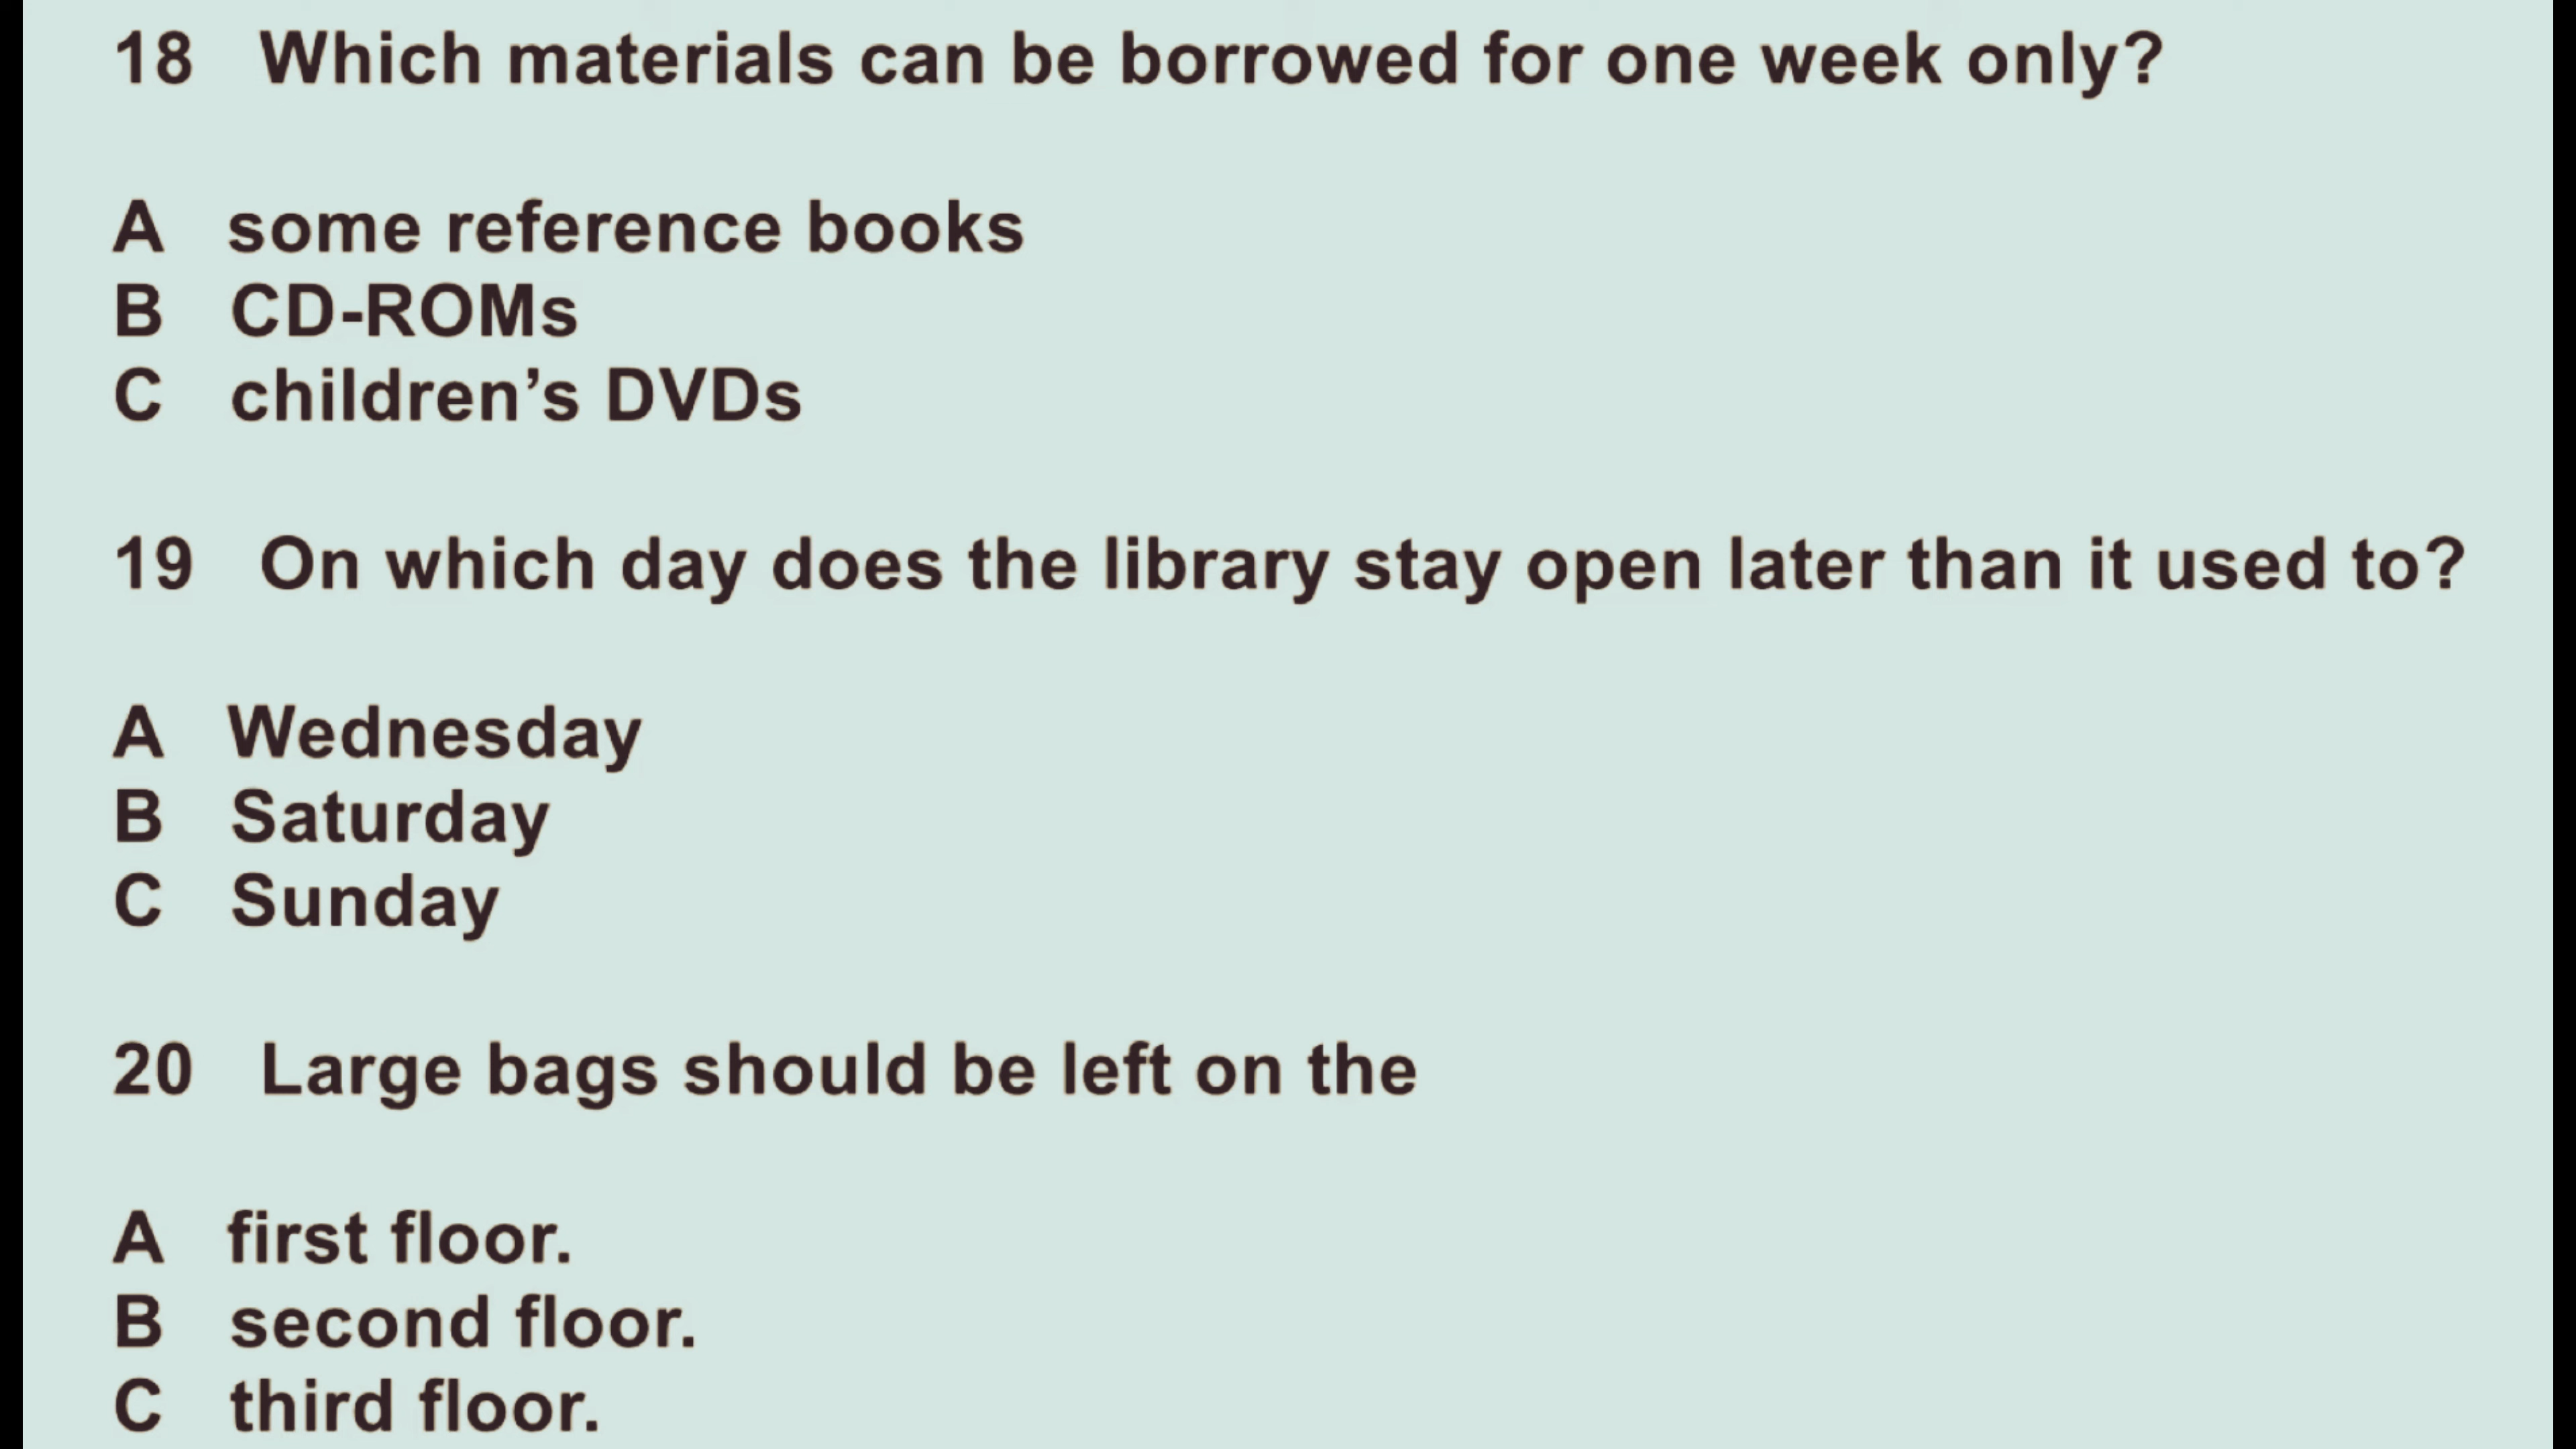 18 Which materials can be borrowed for one week only?
A some reference books
B CD-ROMs
C children’s DVDs
19 On which day does the library stay open later than it used to?
A Wednesday
B Saturday
C Sunday
20 Large bags should be left on the
A first floor.
B second floor.
C third floor.